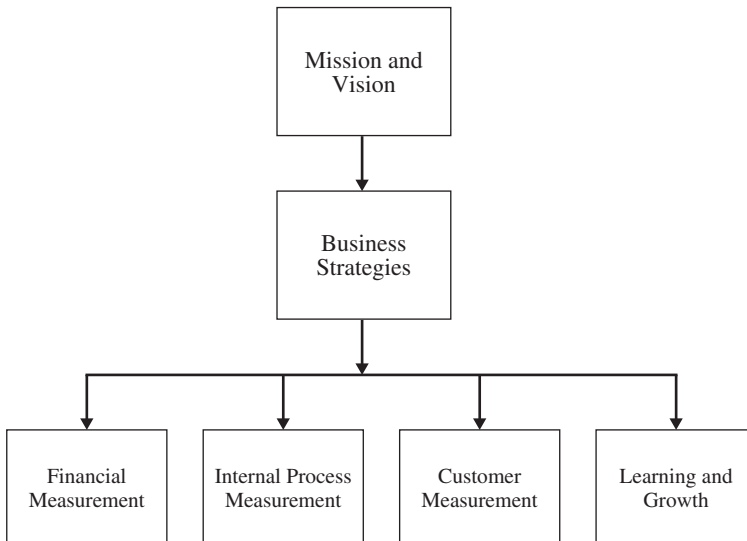 Mission and
Vision
Business
Strategies
Financial
Measurement
Internal Process
Measurement
Customer
Measurement
Learning and
Growth